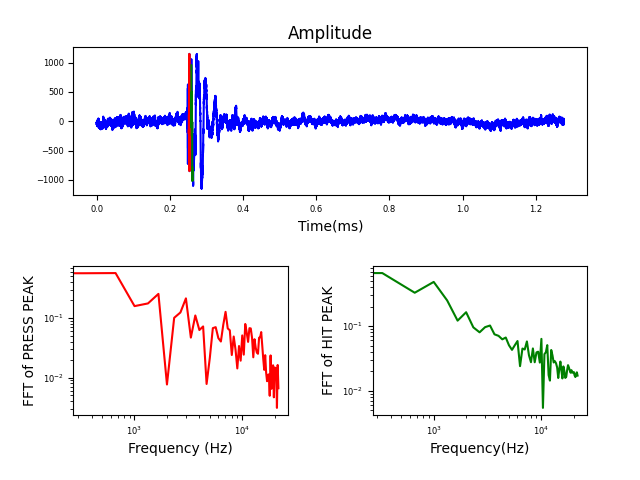 Amplitude
1000
500
0
−500
−1000
0.0 0.2 0.4 0.6 0.8 1.0 1.2
Time(ms)
FFT of PRESS PEAK
10⁻¹
10⁻²
10³ 10⁴
Frequency (Hz)
FFT of HIT PEAK
10⁻¹
10⁻²
10³ 10⁴
Frequency(Hz)